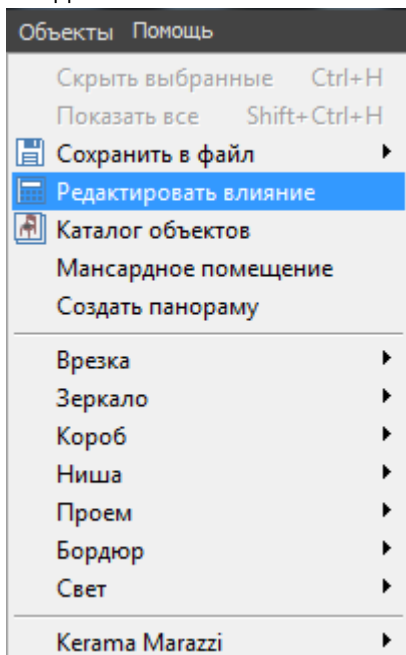 Объекты Помощь
Скрыть выбранные Ctrl+H
Показать все Shift+Ctrl+H
Сохранить в файл
Редактировать влияние
Каталог объектов
Мансардное помещение
Создать панораму
Врезка
Зеркало
Короб
Ниша
Проем
Бордюр
Свет
Kerama Marazzi